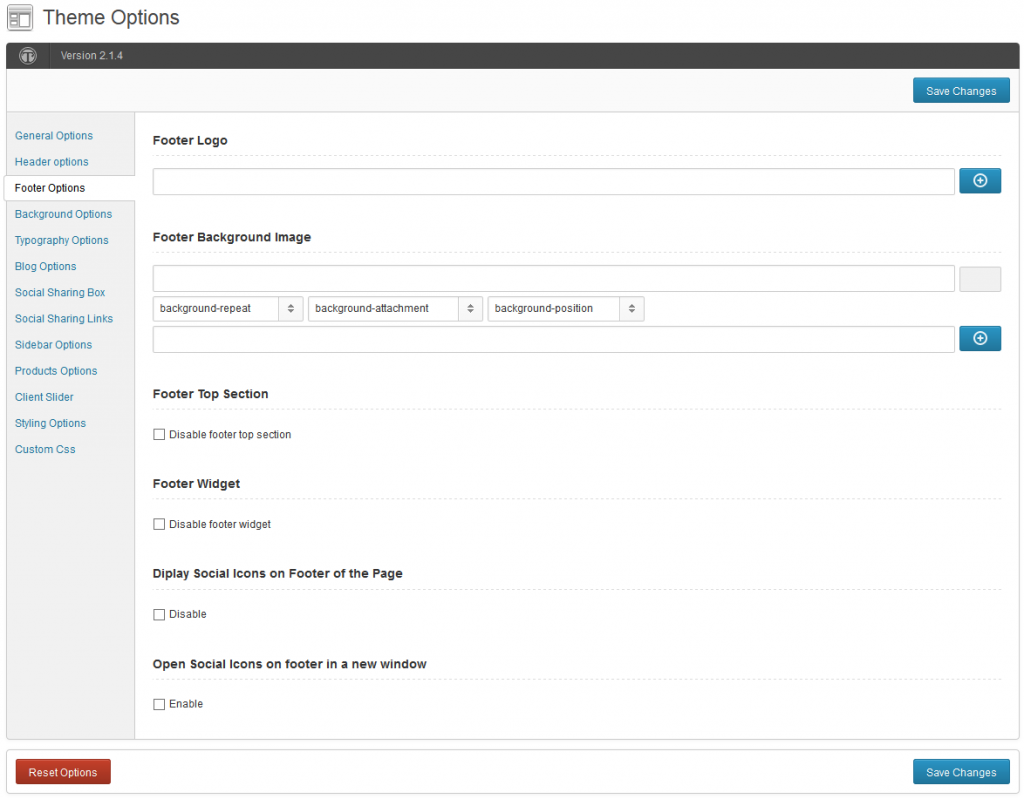 Theme Options
Version 2.1.4
Save Changes
General Options
Header options
Footer Options
Background Options
Typography Options
Blog Options
Social Sharing Box
Social Sharing Links
Sidebar Options
Products Options
Client Slider
Styling Options
Custom Css
Footer Logo
Footer Background Image
background-repeat background-attachment background-position
Footer Top Section
Disable footer top section
Footer Widget
Disable footer widget
Diplay Social Icons on Footer of the Page
Disable
Open Social Icons on footer in a new window
Enable
Reset Options Save Changes